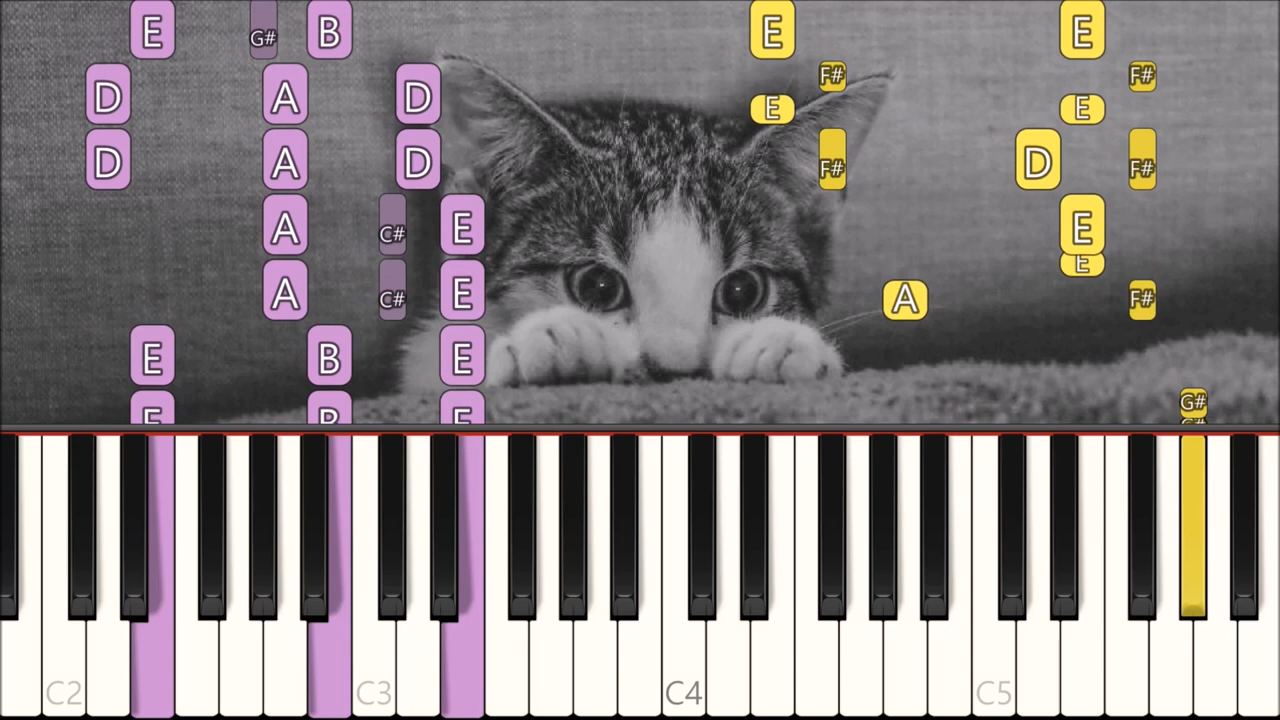 E G# B E E
D A D F# F#
E E
D A D F# D F#
A C# E E
E
A C# E A F#
E B E
E B E G#
G#
C2 C3 C4 C5